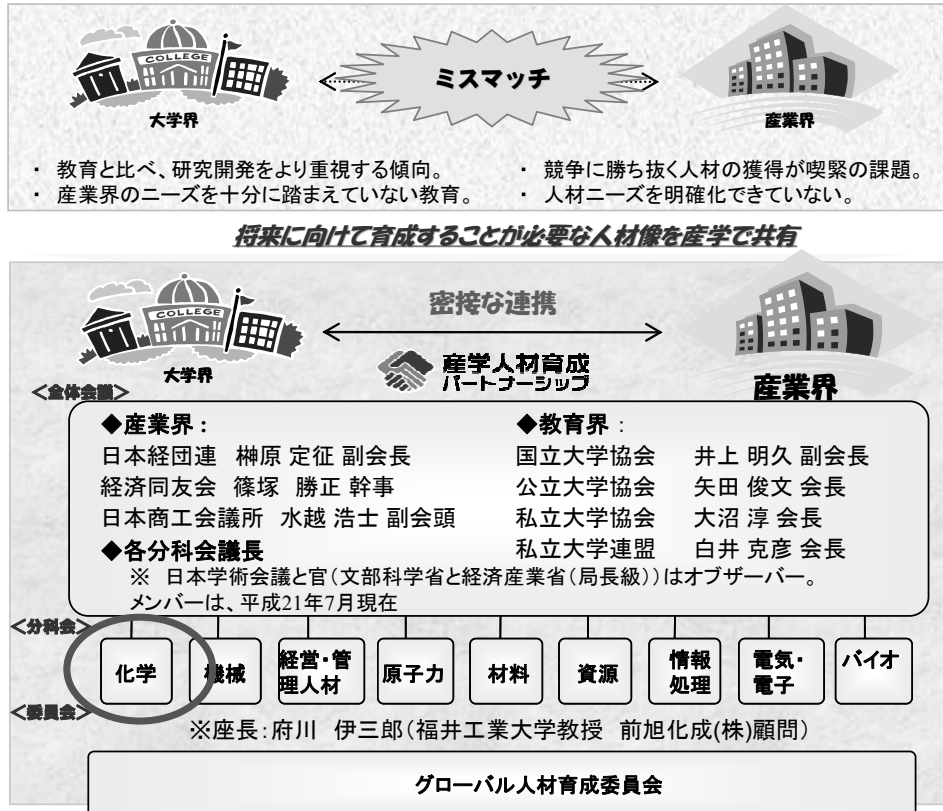 COLLEGE
ミスマッチ
大学界
産業界
・ 教育と比べ、研究開発をより重視する傾向。
・ 産業界のニーズを十分に踏まえていない教育。
・ 競争に勝ち抜く人材の獲得が喫緊の課題。
・ 人材ニーズを明確化できていない。
将来に向けて育成することが必要な人材像を産学で共有
COLLEGE
密接な連携
大学界
産学人材育成
パートナーシップ
産業界
<全体会議>
◆産業界：
日本経団連 榊原 定征 副会長
経済同友会 篠塚 勝正 幹事
日本商工会議所 水越 浩士 副会頭
◆各分科会議長
◆教育界：
国立大学協会 井上 明久 副会長
公立大学協会 矢田 俊文 会長
私立大学協会 大沼 淳 会長
私立大学連盟 白井 克彦 会長
※ 日本学術会議と官（文部科学省と経済産業省（局長級））はオブザーバー。
メンバーは、平成21年7月現在
<分科会>
化学
機械
経営・管
理人材
原子力
材料
資源
情報
処理
電気・
電子
バイオ
<委員会>
※座長：府川 伊三郎（福井工業大学教授 前旭化成(株)顧問）
グローバル人材育成委員会